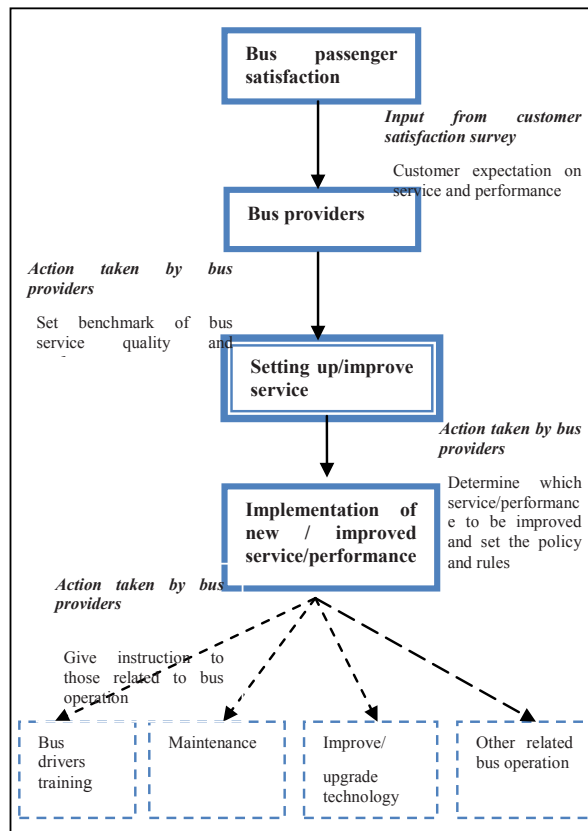 Bus passenger
satisfaction
Input from customer
satisfaction survey
Customer expectation on
service and performance
Bus providers
Action taken by bus
providers
Set benchmark of bus
service quality and
Setting up/improve
service
Action taken by bus
providers
Determine which
service/performanc
e to be improved
and set the policy
and rules
Implementation of
new / improved
service/performance
Action taken by bus
providers
Give instruction to
those related to bus
operation
Bus
drivers
training
Maintenance
Improve/
upgrade
technology
Other related
bus operation